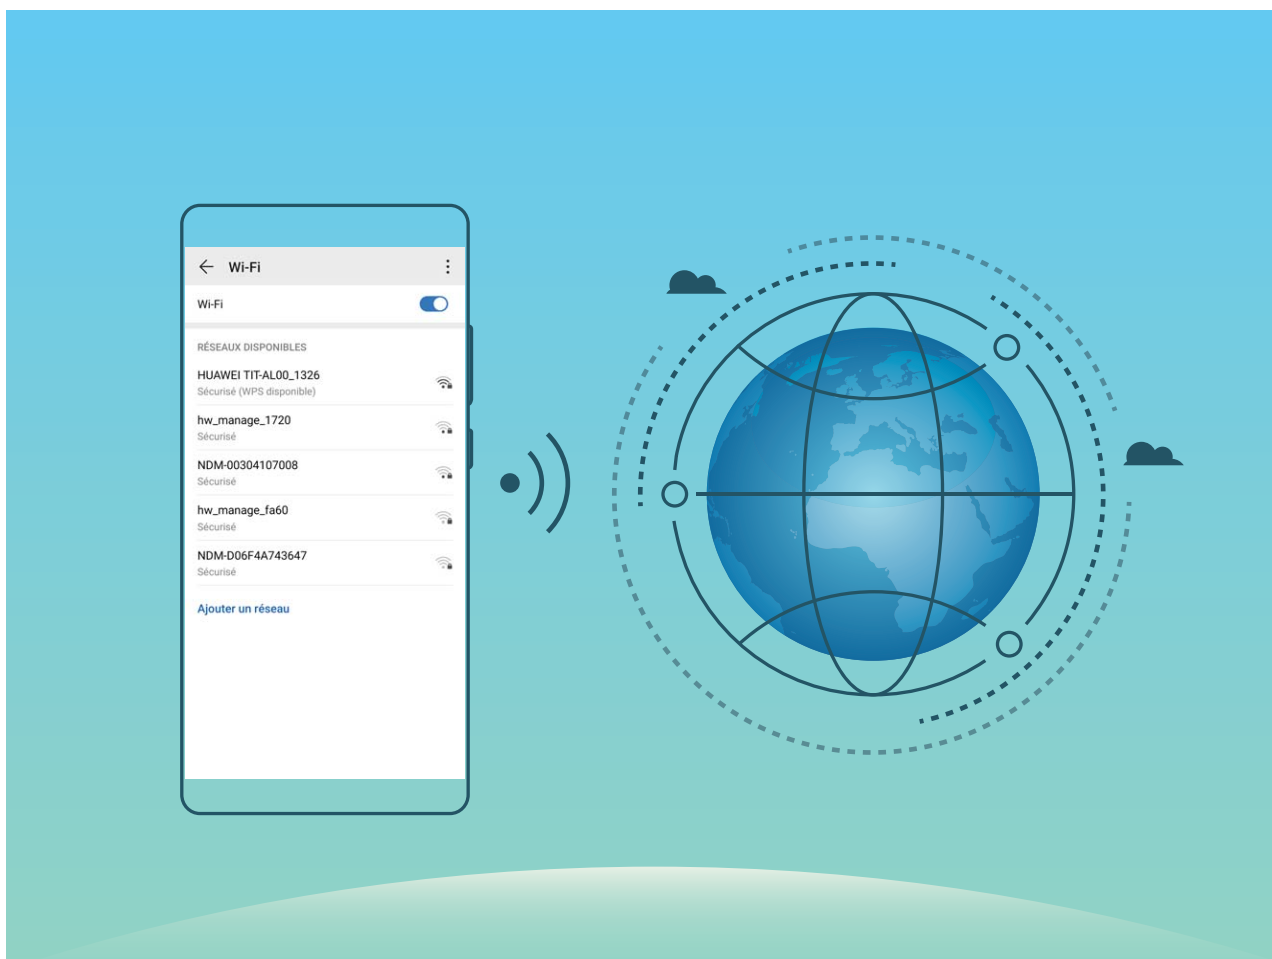 Wi-Fi
Wi-Fi
RÉSEAUX DISPONIBLES
HUAWEI TIT-AL00_1326
Sécurisé (WPS disponible)
hw_manage_1720
Sécurisé
NDM-00304107008
Sécurisé
hw_manage_fa60
Sécurisé
NDM-D06F4A743647
Sécurisé
Ajouter un réseau